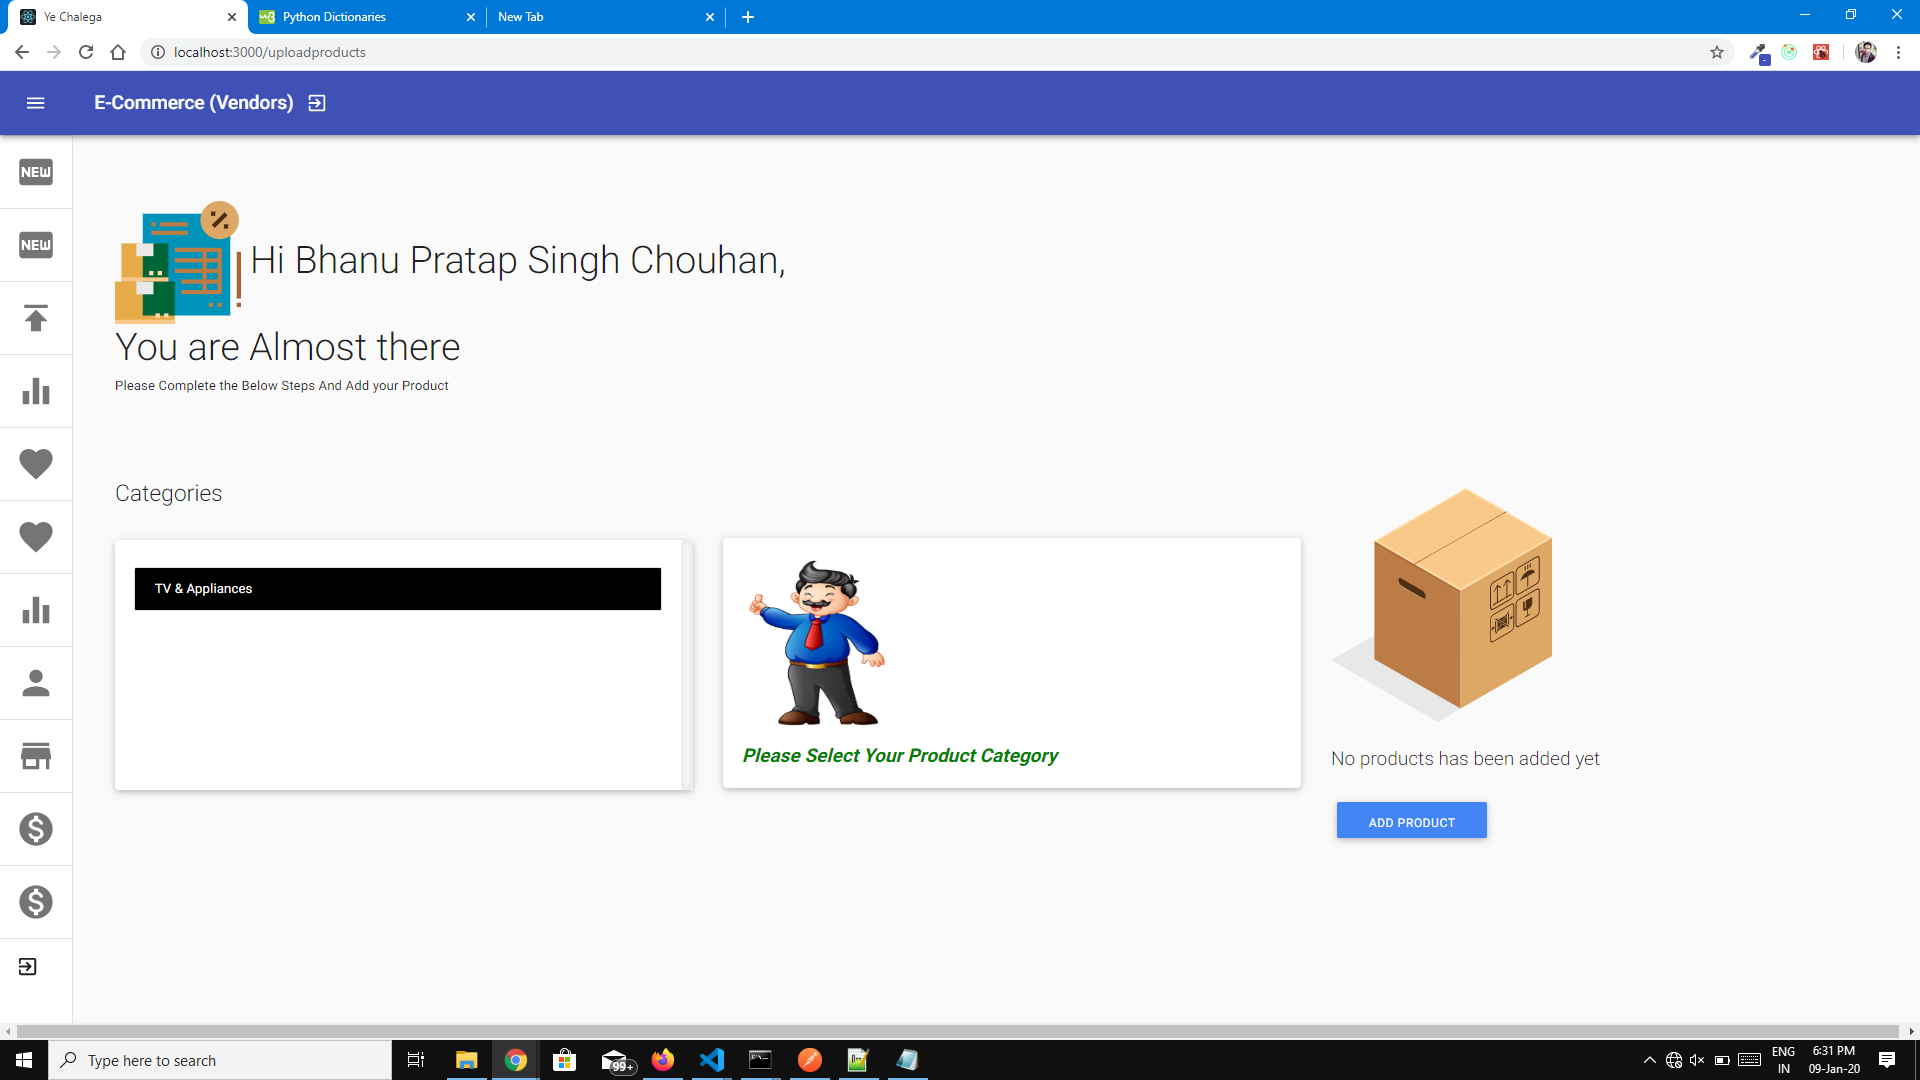 Ye Chalega
Python Dictionaries
New Tab
localhost:3000/uploadproducts
E-Commerce (Vendors)
NEW
NEW
Hi Bhanu Pratap Singh Chouhan,
You are Almost there
Please Complete the Below Steps And Add your Product
Categories
TV & Appliances
Please Select Your Product Category
No products has been added yet
ADD PRODUCT
Type here to search
99+
ENG
IN
6:31 PM
09-Jan-20